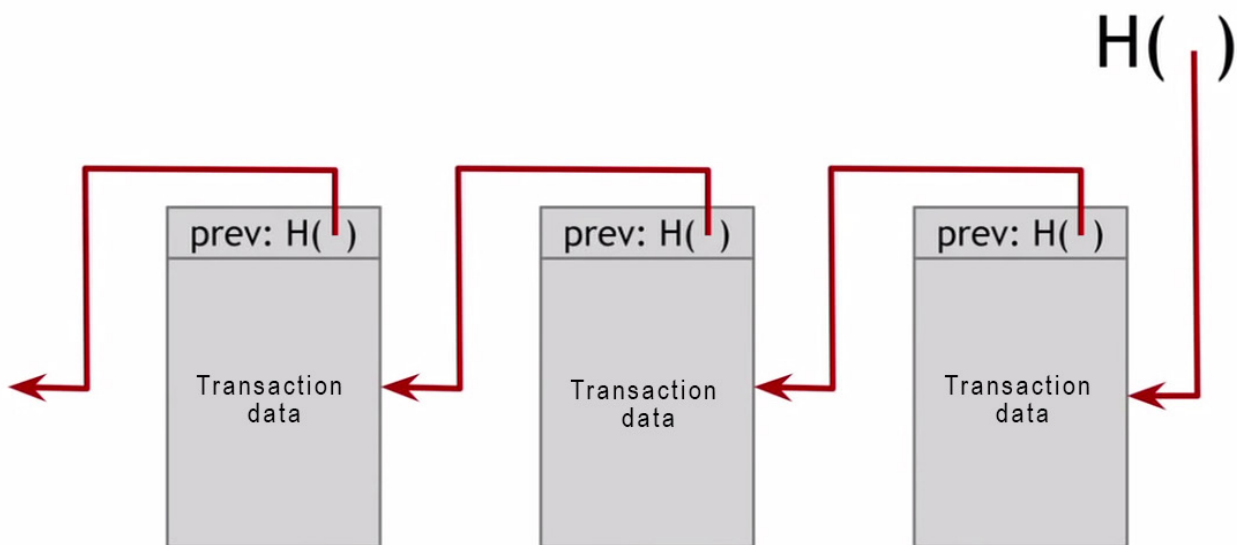 H( )
prev: H( )
prev: H( )
prev: H( )
Transaction
data
Transaction
data
Transaction
data